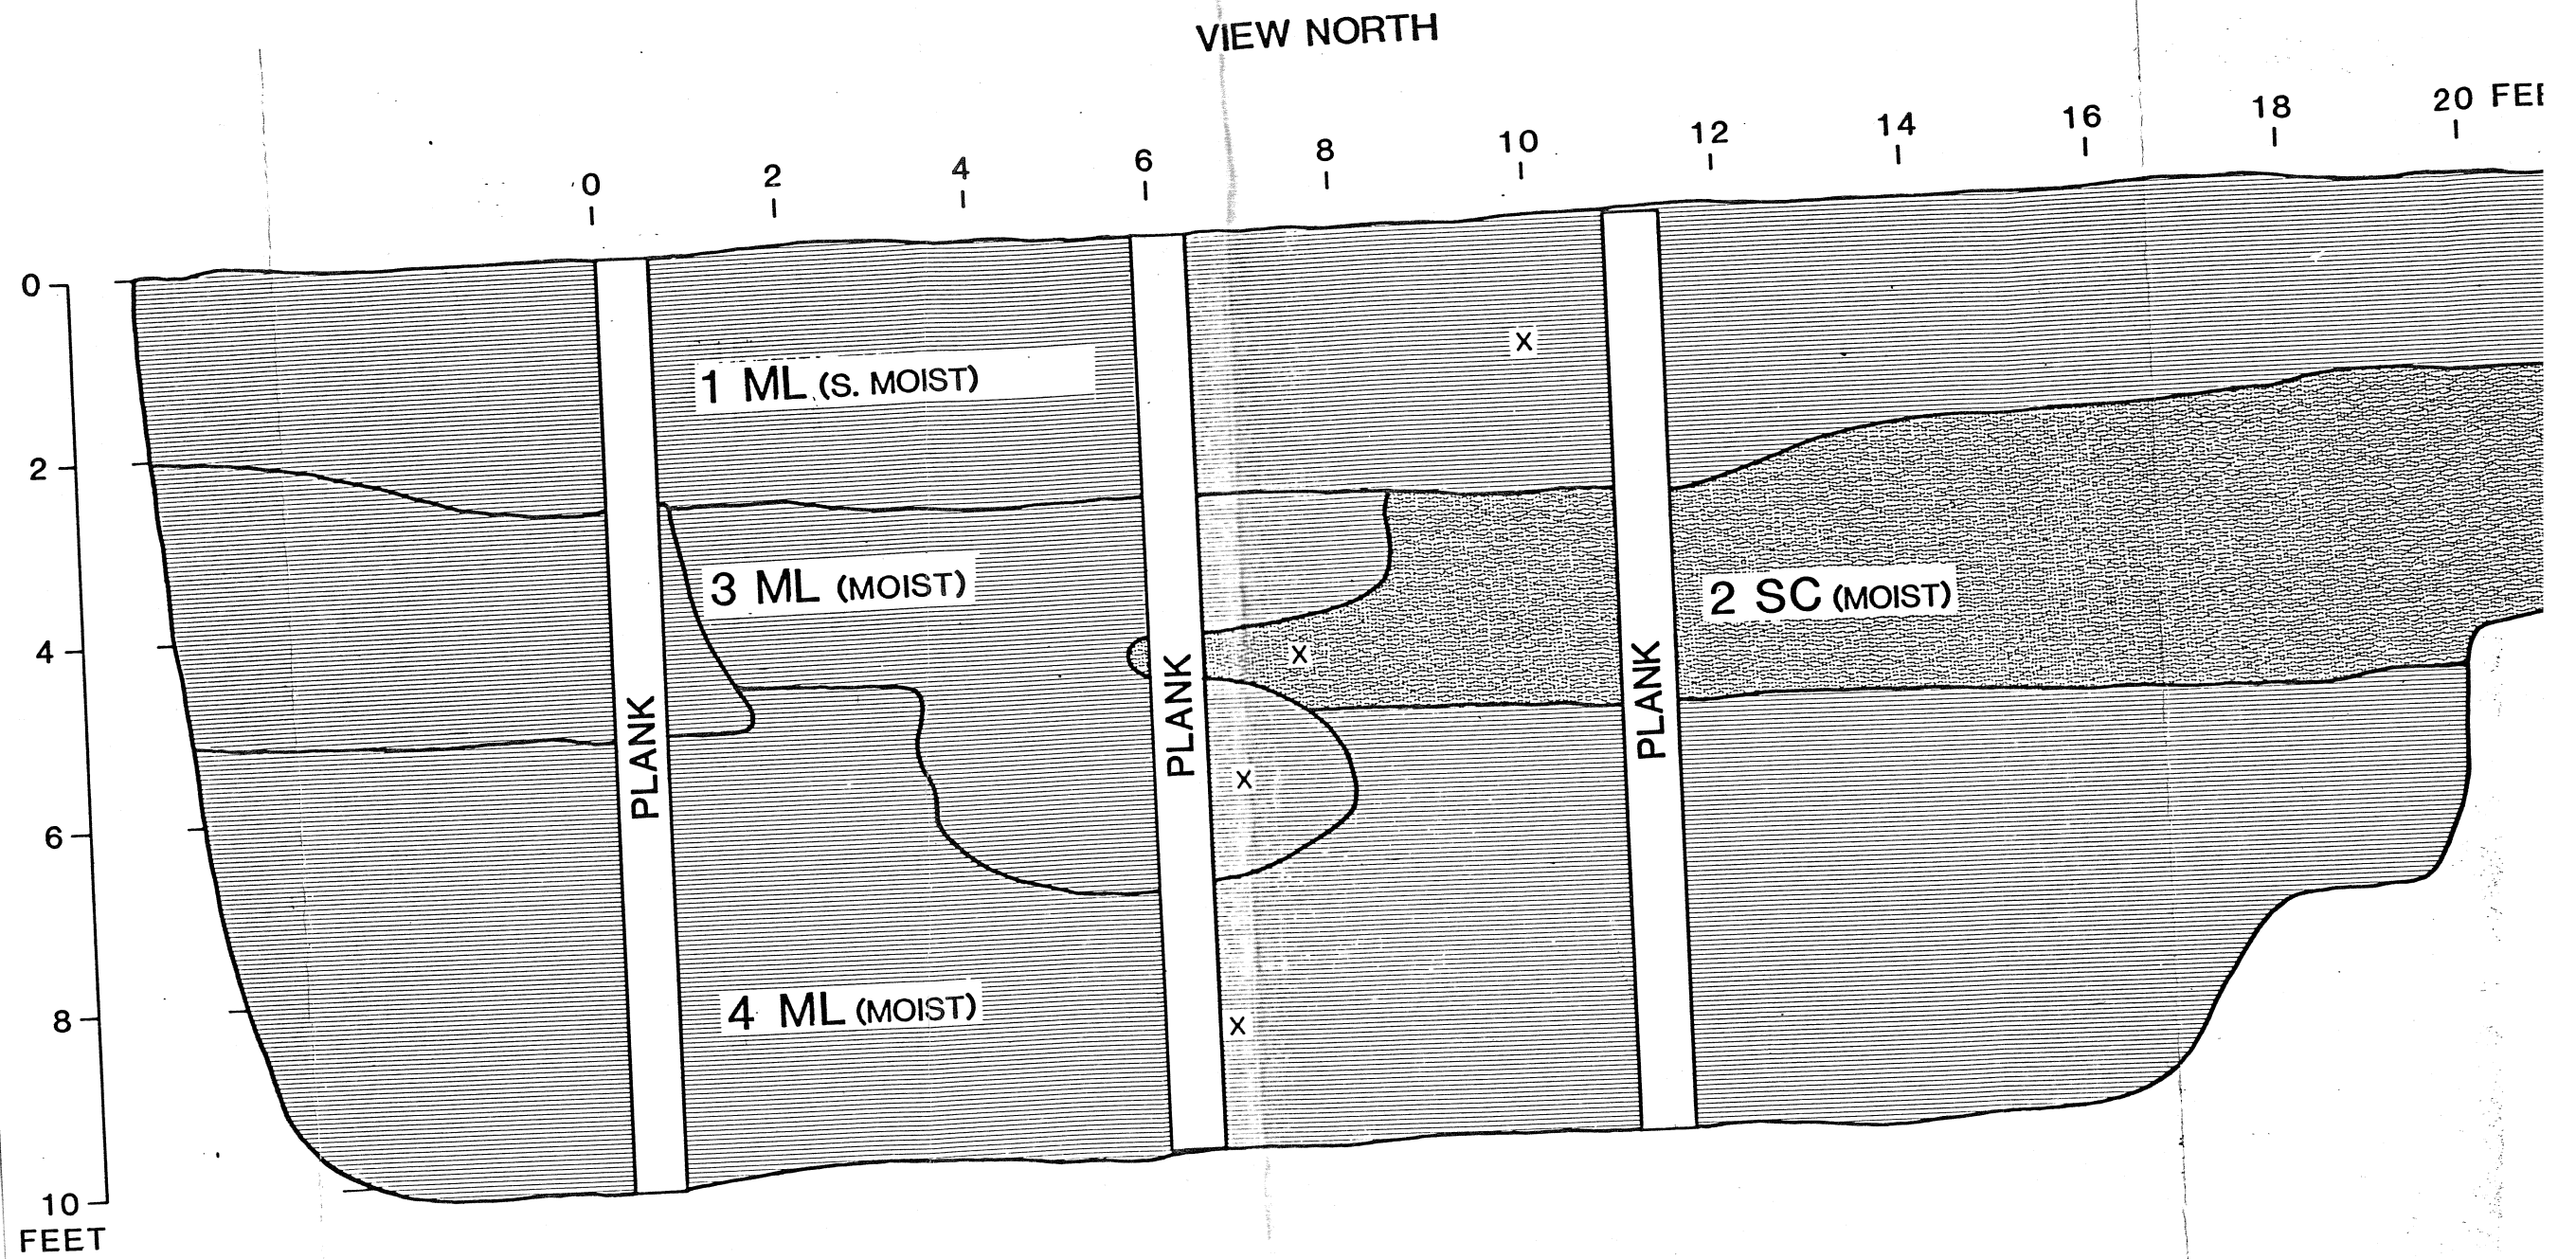 VIEW NORTH
0 2 4 6 8 10 12 14 16 18 20 FEE
0
2
4
6
8
10
FEET
1 ML (S. MOIST)
X
3 ML (MOIST)
2 SC (MOIST)
X
PLANK
PLANK
PLANK
X
4 ML (MOIST)
X